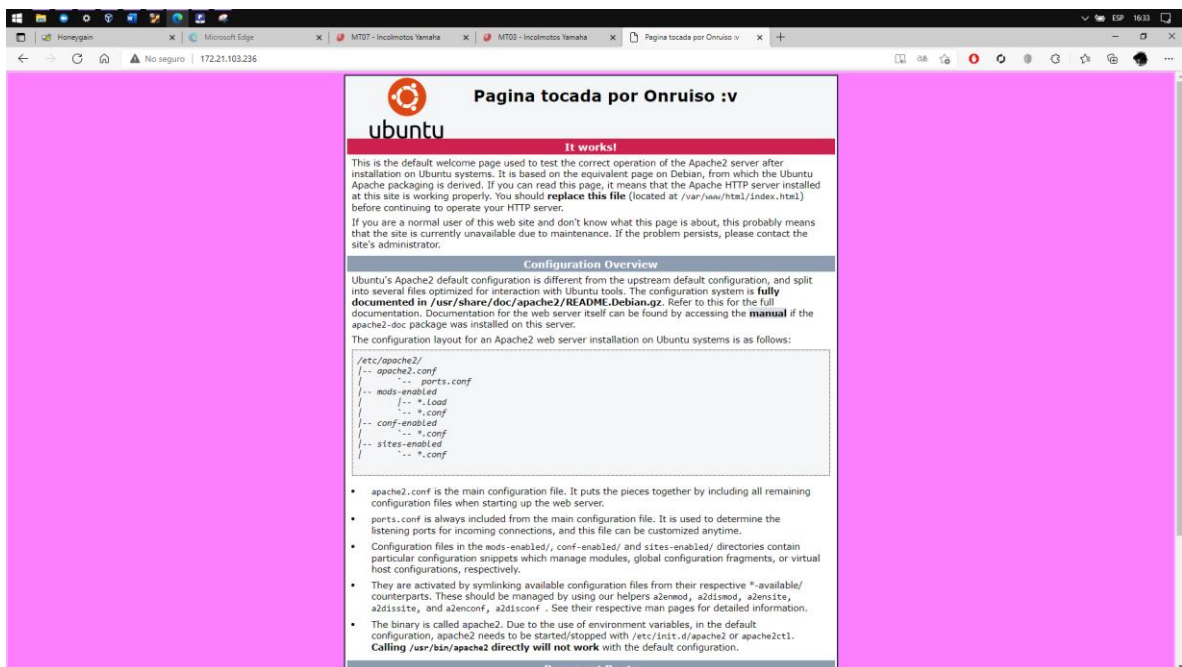 ESP 16:33
Honeygain
Microsoft Edge
MT07 - Incolmotos Yamaha
MT03 - Incolmotos Yamaha
Pagina tocada por Onruiso :v
No seguro | 172.21.103.236
Pagina tocada por Onruiso :v
ubuntu
It works!
This is the default welcome page used to test the correct operation of the Apache2 server after
installation on Ubuntu systems. It is based on the equivalent page on Debian, from which the Ubuntu
Apache packaging is derived. If you can read this page, it means that the Apache HTTP server installed
at this site is working properly. You should replace this file (located at /var/www/html/index.html)
before continuing to operate your HTTP server.
If you are a normal user of this web site and don't know what this page is about, this probably means
that the site is currently unavailable due to maintenance. If the problem persists, please contact the
site's administrator.
Configuration Overview
Ubuntu's Apache2 default configuration is different from the upstream default configuration, and split
into several files optimized for interaction with Ubuntu tools. The configuration system is fully
documented in /usr/share/doc/apache2/README.Debian.gz. Refer to this for the full
documentation. Documentation for the web server itself can be found by accessing the manual if the
apache2-doc package was installed on this server.
The configuration layout for an Apache2 web server installation on Ubuntu systems is as follows:
/etc/apache2/
|-- apache2.conf
|       `--  ports.conf
|-- mods-enabled
|       |-- *.load
|       `-- *.conf
|-- conf-enabled
|       `-- *.conf
|-- sites-enabled
|       `-- *.conf
• apache2.conf is the main configuration file. It puts the pieces together by including all remaining
configuration files when starting up the web server.
• ports.conf is always included from the main configuration file. It is used to determine the
listening ports for incoming connections, and this file can be customized anytime.
• Configuration files in the mods-enabled/, conf-enabled/ and sites-enabled/ directories contain
particular configuration snippets which manage modules, global configuration fragments, or virtual
host configurations, respectively.
• They are activated by symlinking available configuration files from their respective *-available/
counterparts. These should be managed by using our helpers a2enmod, a2dismod, a2ensite,
a2dissite, and a2enconf, a2disconf . See their respective man pages for detailed information.
• The binary is called apache2. Due to the use of environment variables, in the default
configuration, apache2 needs to be started/stopped with /etc/init.d/apache2 or apache2ctl.
Calling /usr/bin/apache2 directly will not work with the default configuration.